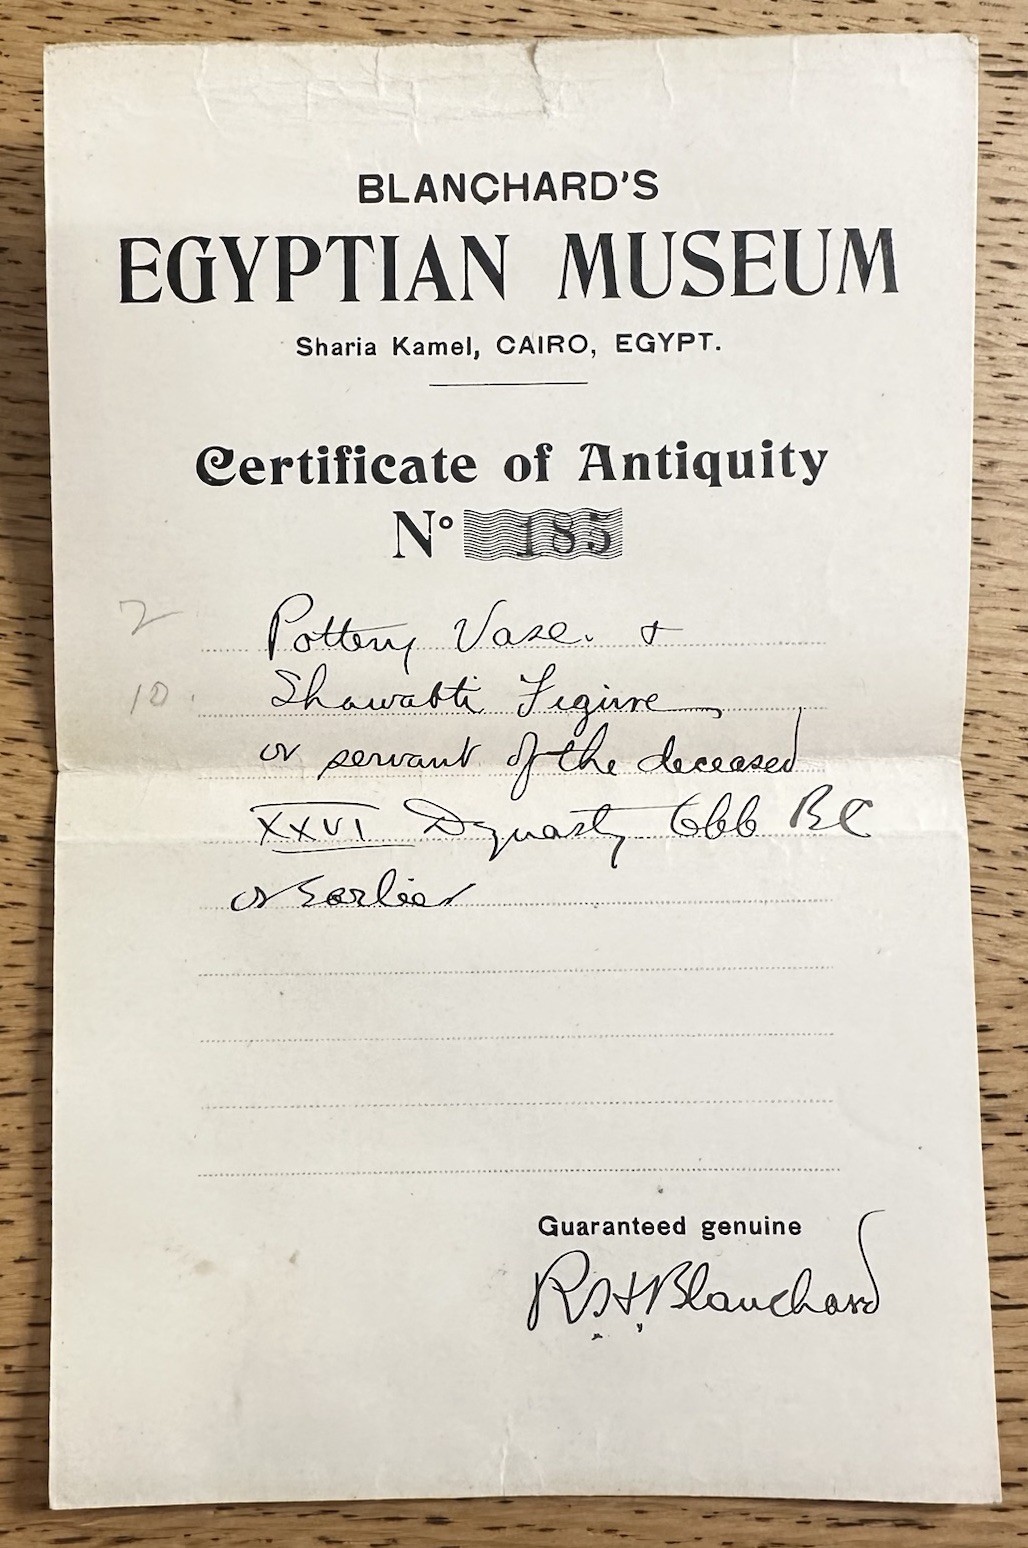 BLANCHARD'S
EGYPTIAN MUSEUM
Sharia Kamel, CAIRO, EGYPT.
Certificate of Antiquity
Nº 185
2 Pottery Vase. +
10. Shawabti Figure
or servant of the deceased
XXVI Dynasty 666 BC
or Earlier
Guaranteed genuine
R.H. Blanchard